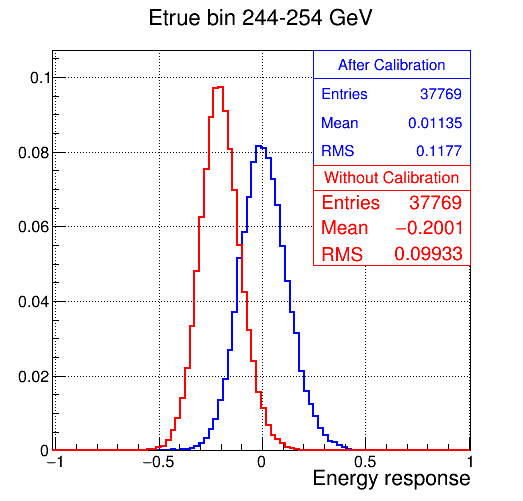 Etrue bin 244-254 GeV
After Calibration
Entries 37769
Mean 0.01135
RMS 0.1177
Without Calibration
Entries 37769
Mean −0.2001
RMS 0.09933
0.1
0.08
0.06
0.04
0.02
0
−1 −0.5 0 0.5 1
Energy response